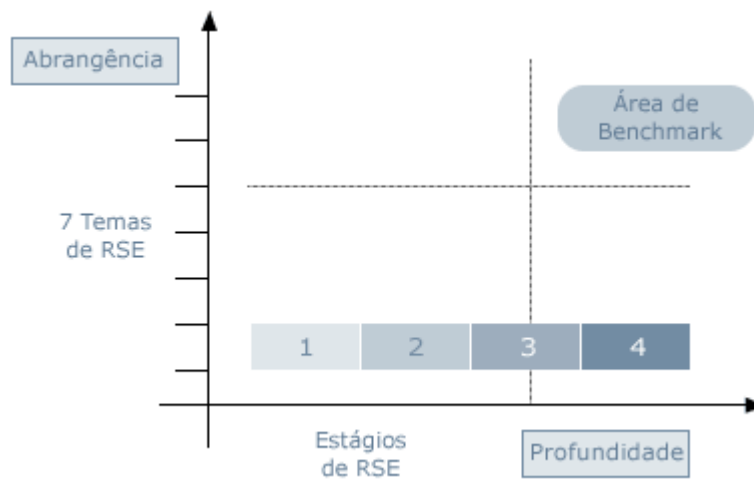 Abrangência
Área de
Benchmark
7 Temas
de RSE
1
2
3
4
Estágios
de RSE
Profundidade